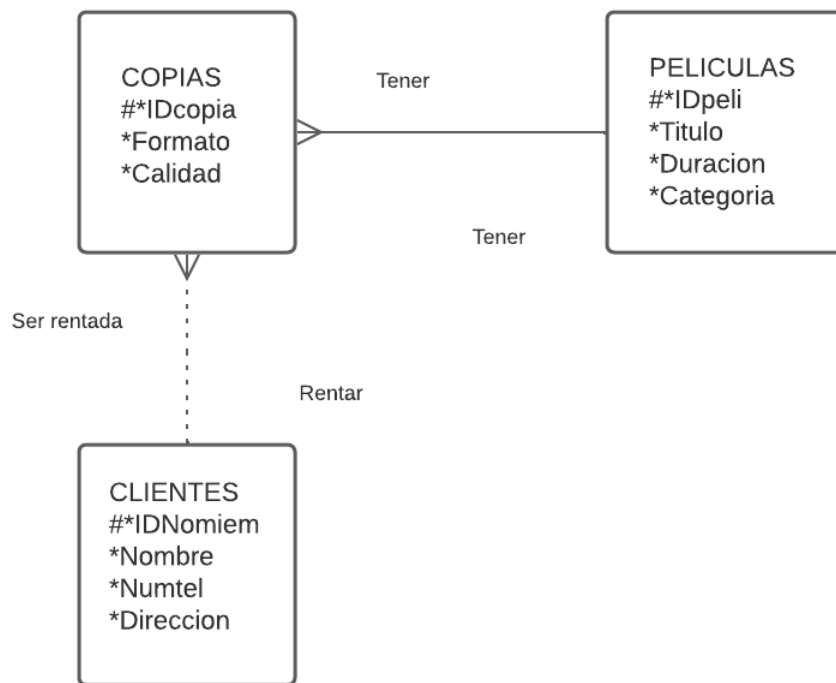 COPIAS
#*IDcopia
*Formato
*Calidad
Tener
PELICULAS
#*IDpeli
*Titulo
*Duracion
*Categoria
Tener
Ser rentada
Rentar
CLIENTES
#*IDNomiem
*Nombre
*Numtel
*Direccion